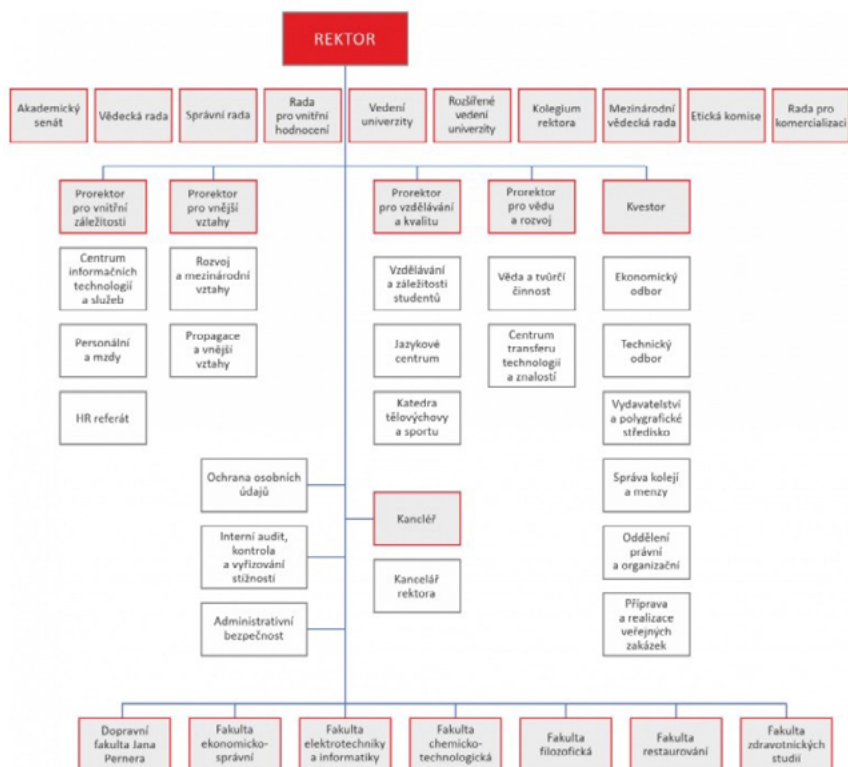 REKTOR
Akademický
senát
Vědecká rada
Správní rada
Rada
pro vnitřní
hodnocení
Vedení
univerzity
Rozšířené
vedení
univerzity
Kolegium
rektora
Mezinárodní
vědecká rada
Etická komise
Rada pro
komercializaci
Prorektor
pro vnitřní
záležitosti
Prorektor
pro vnější
vztahy
Prorektor
pro vzdělávání
a kvalitu
Prorektor
pro vědu
a rozvoj
Kvestor
Centrum
informačních
technologií
a služeb
Rozvoj
a mezinárodní
vztahy
Vzdělávání
a záležitosti
studentů
Věda a tvůrčí
činnost
Ekonomický
odbor
Personální
a mzdy
Propagace
a vnější
vztahy
Jazykové
centrum
Centrum
transferu
technologií
a znalostí
Technický
odbor
HR referát
Katedra
tělovýchovy
a sportu
Vydavatelství
a polygrafické
středisko
Ochrana osobních
údajů
Správa kolejí
a menzy
Kancléř
Interní audit,
kontrola
a vyřizování
stížností
Oddělení
právní
a organizační
Kancelář
rektora
Administrativní
bezpečnost
Příprava
a realizace
veřejných
zakázek
Dopravní
fakulta Jana
Pernera
Fakulta
ekonomicko-
správní
Fakulta
elektrotechniky
a informatiky
Fakulta
chemicko-
technologická
Fakulta
filozofická
Fakulta
restaurování
Fakulta
zdravotnických
studií